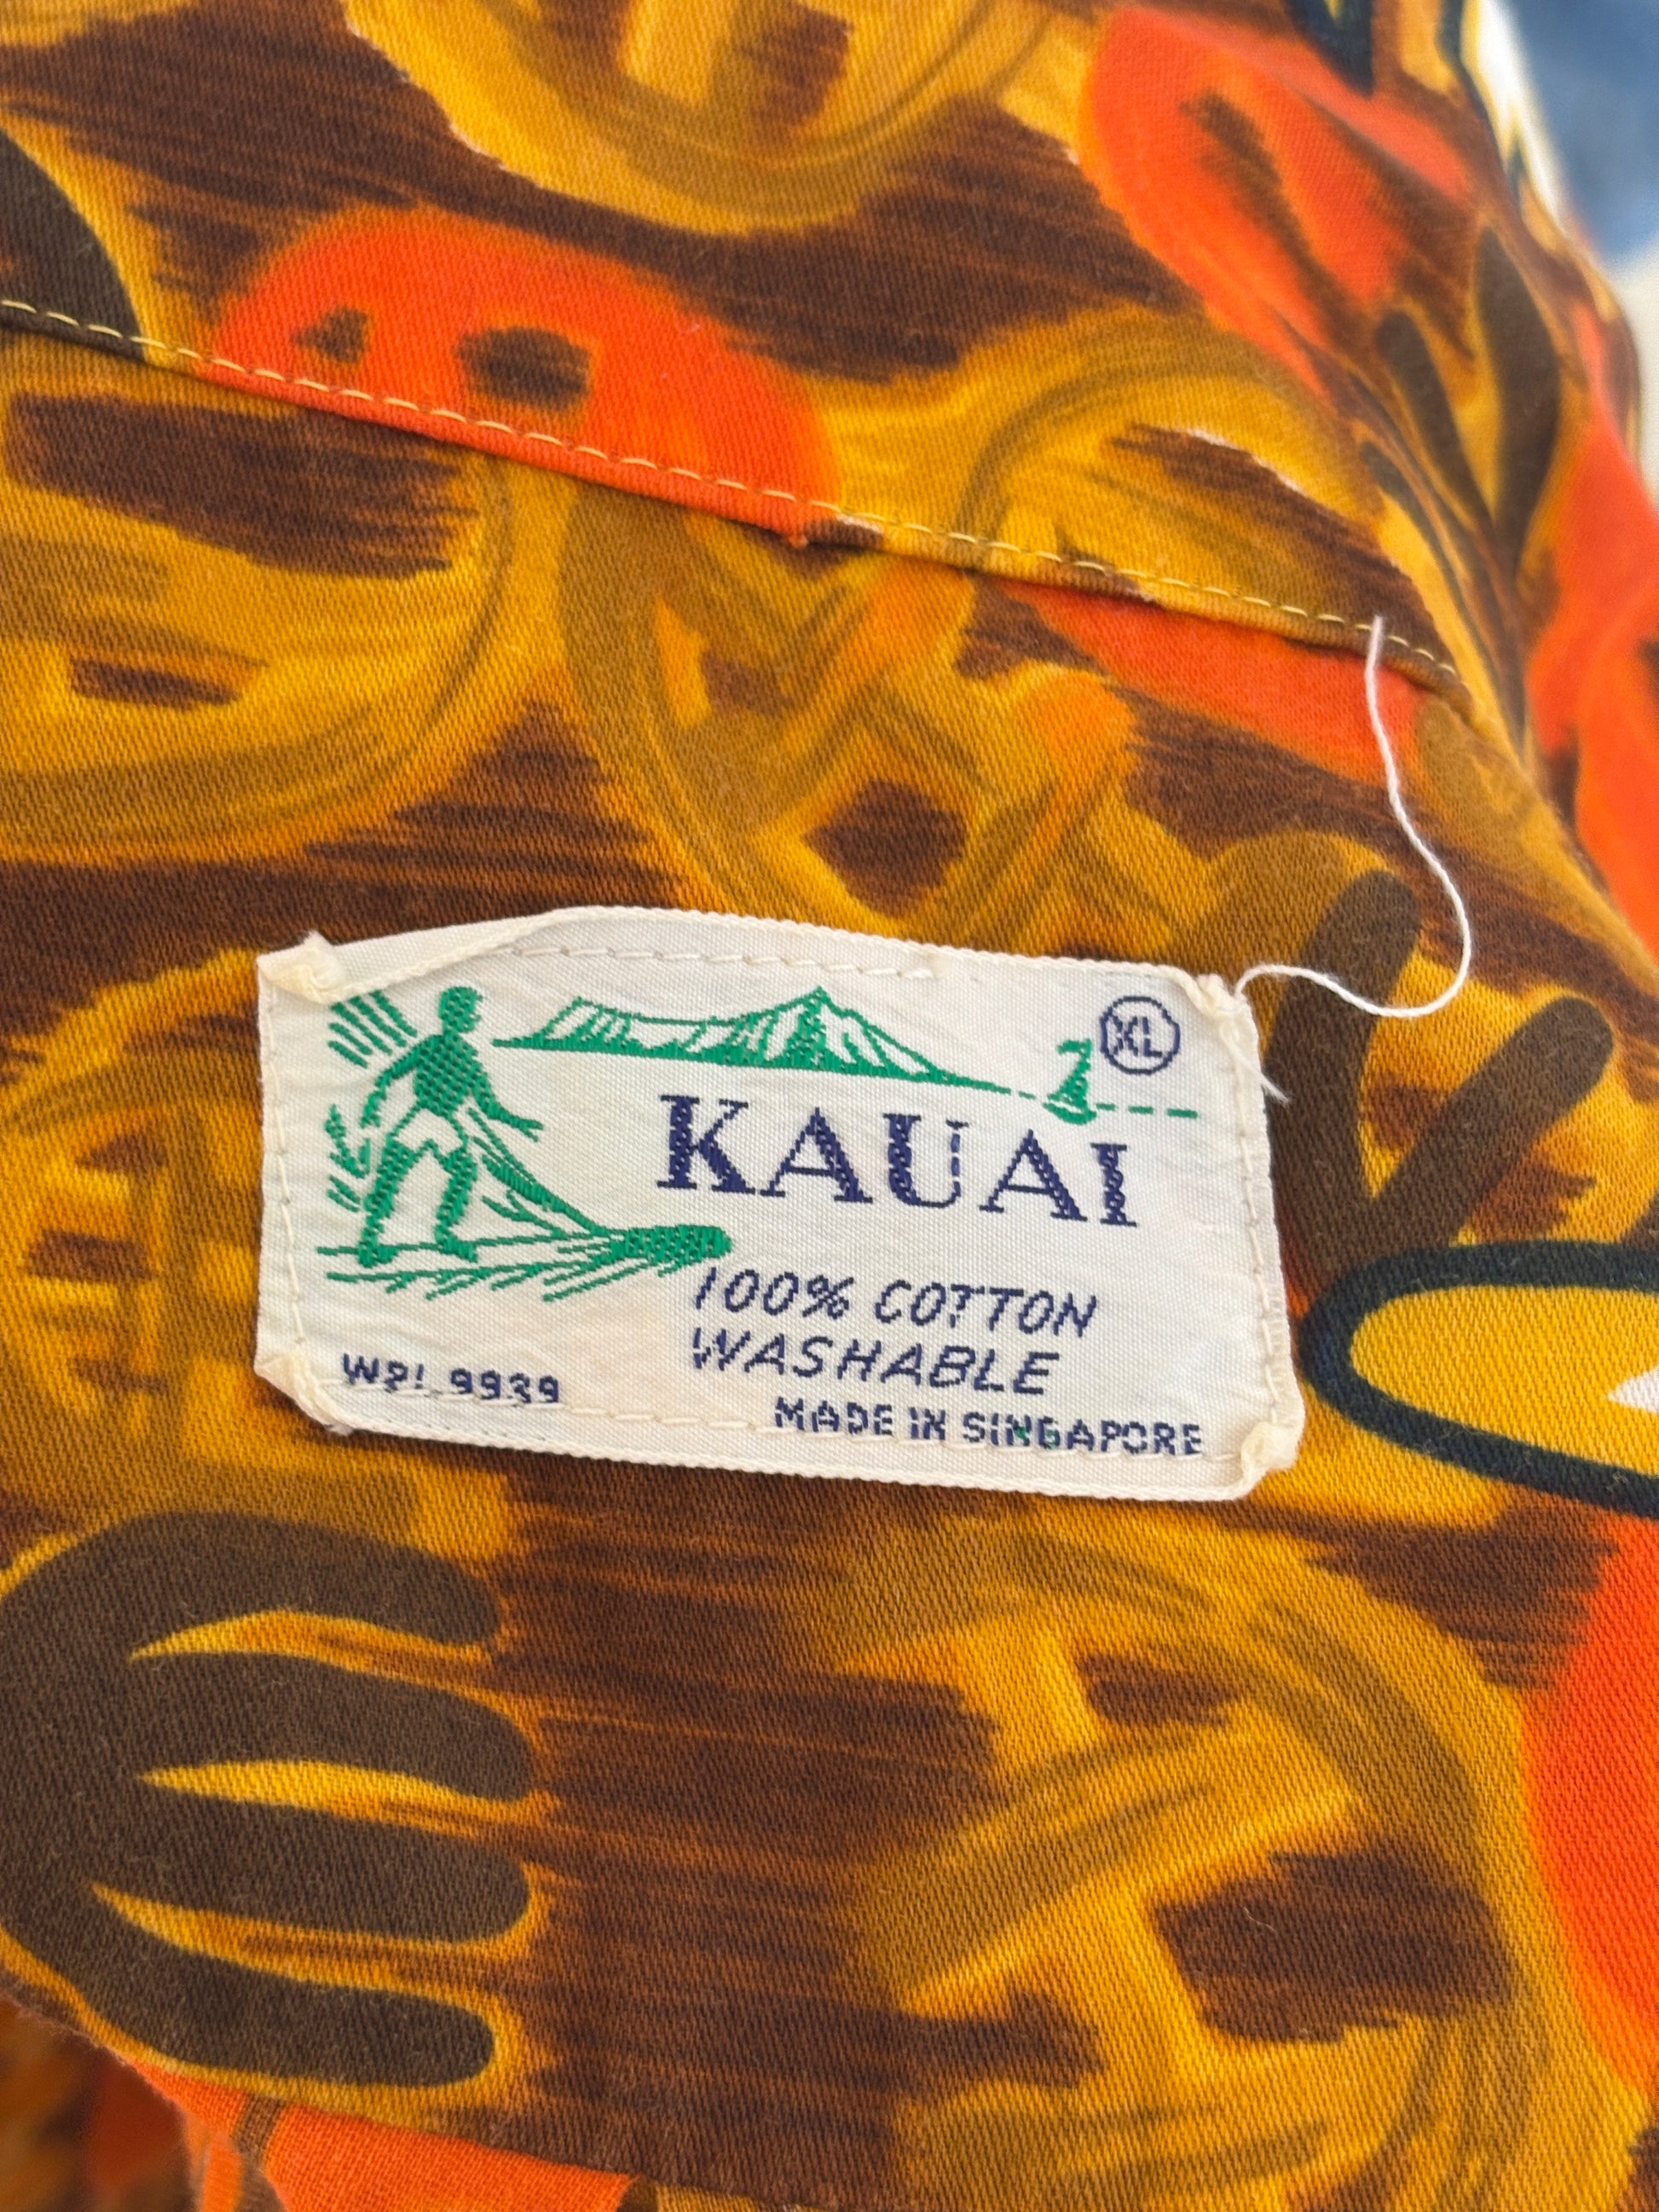 XL
KAUAI
100% COTTON
WASHABLE
WPL 9939
MADE IN SINGAPORE